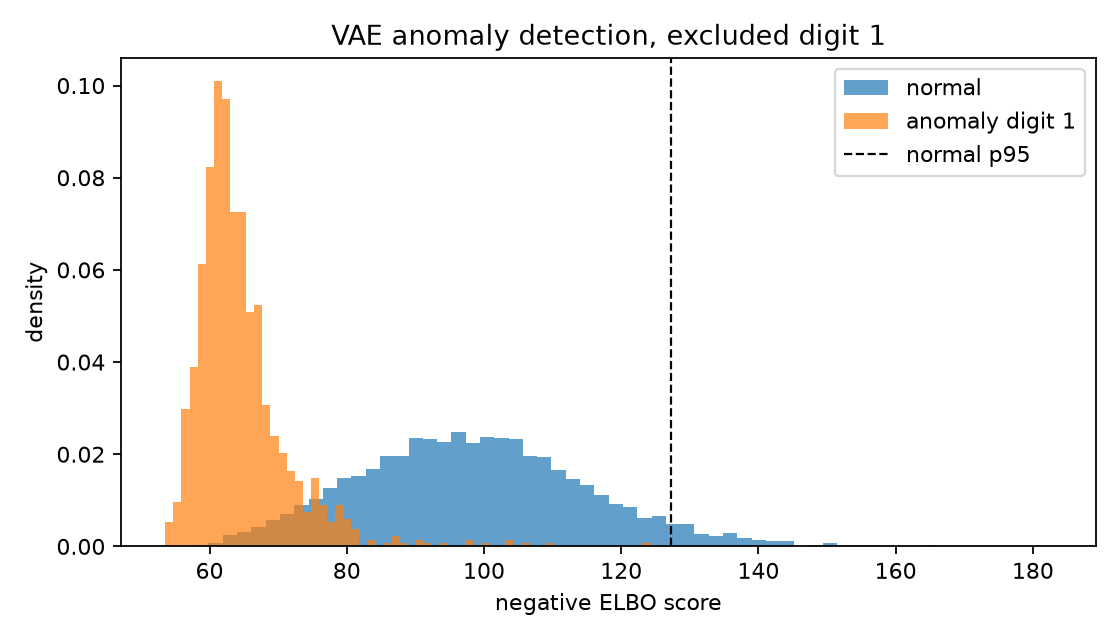 VAE anomaly detection, excluded digit 1
normal
anomaly digit 1
normal p95
density
0.10
0.08
0.06
0.04
0.02
0.00
60 80 100 120 140 160 180
negative ELBO score